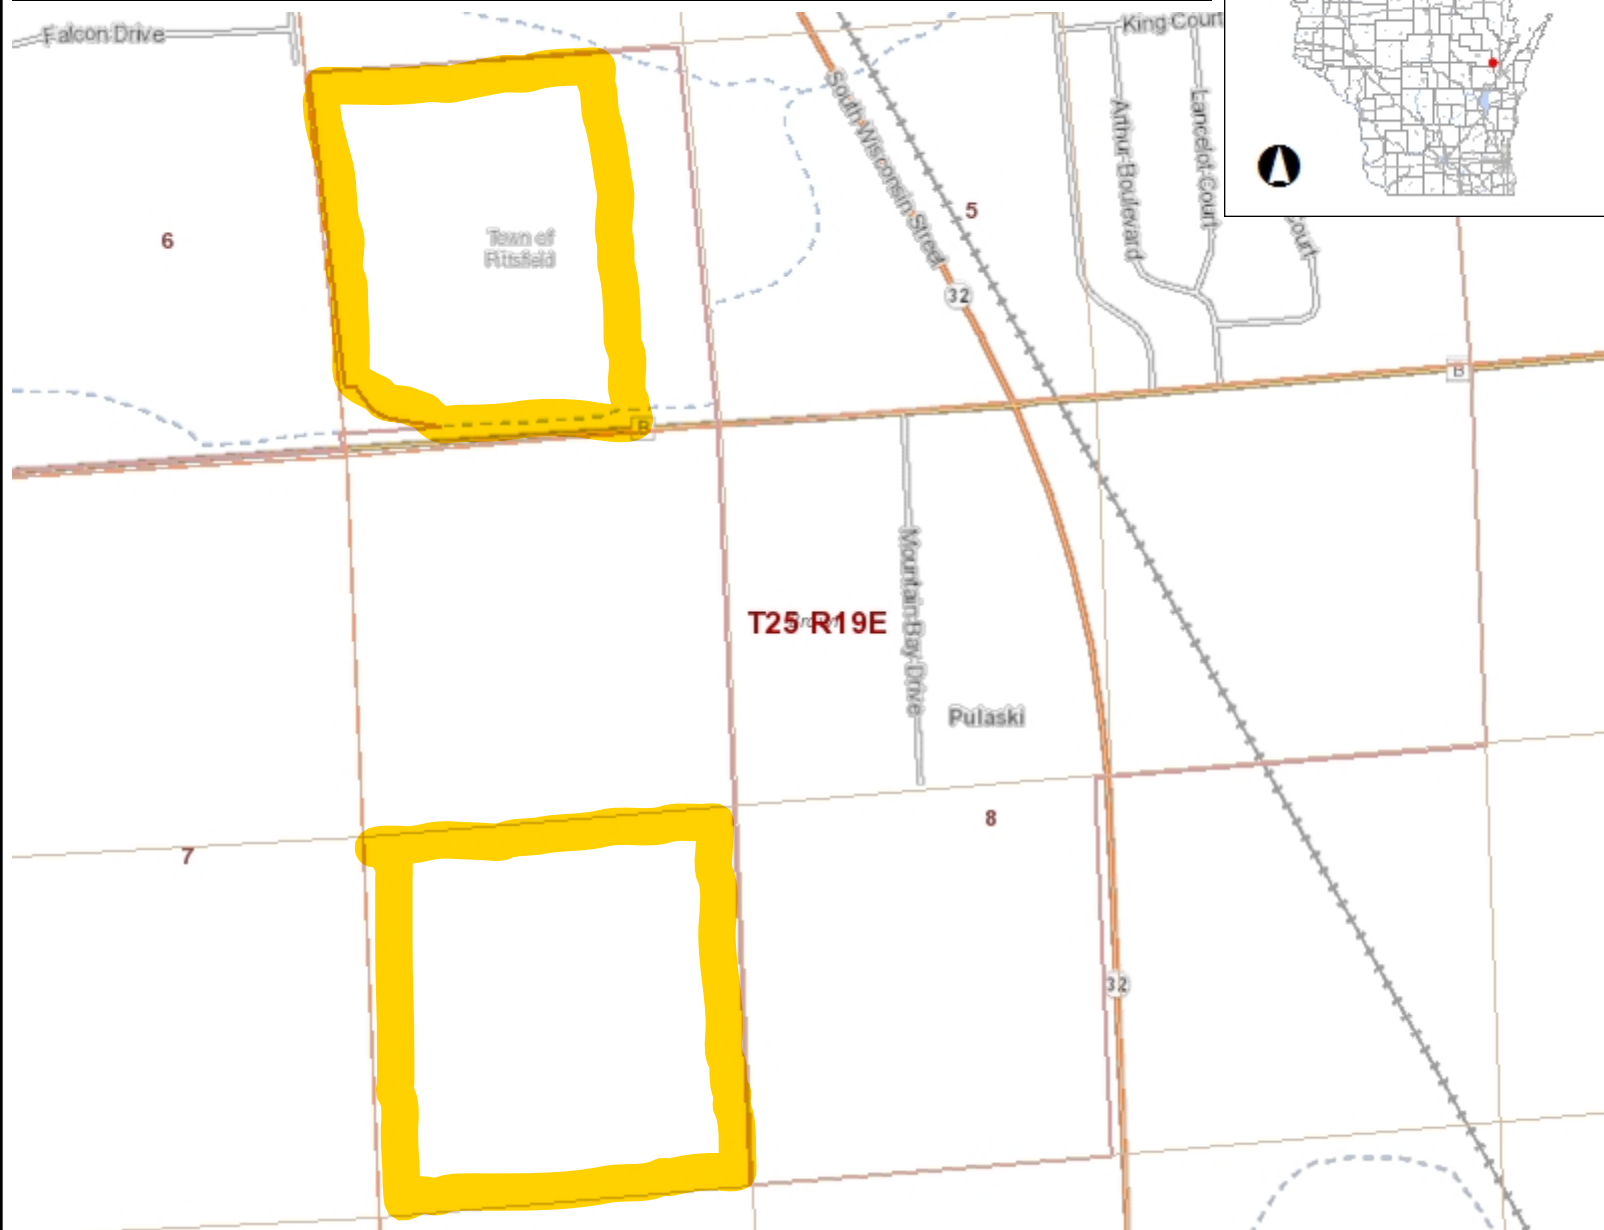 Falcon Drive
King Court
South Wisconsin Street
Arthur Boulevard
Lancelot Court
Court
5
6
Town of
Pittsfield
32
B
B
T25 R19E
Brown
Mountain Bay Drive
Pulaski
8
7
32